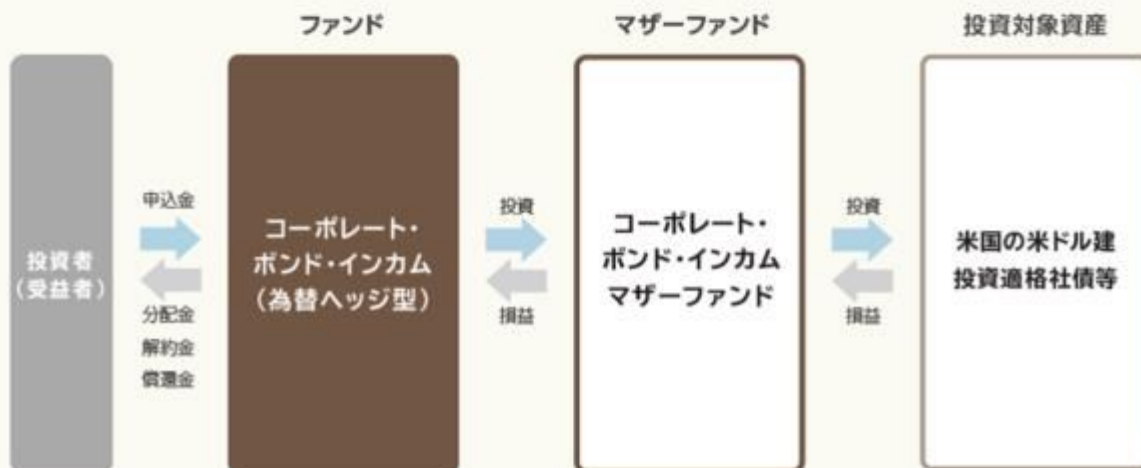 ファンド
マザーファンド
投資対象資産
投資者
（受益者）
申込金
分配金
解約金
償還金
コーポレート・
ボンド・インカム
（為替ヘッジ型）
投資
損益
コーポレート・
ボンド・インカム
マザーファンド
投資
損益
米国の米ドル建
投資適格社債等